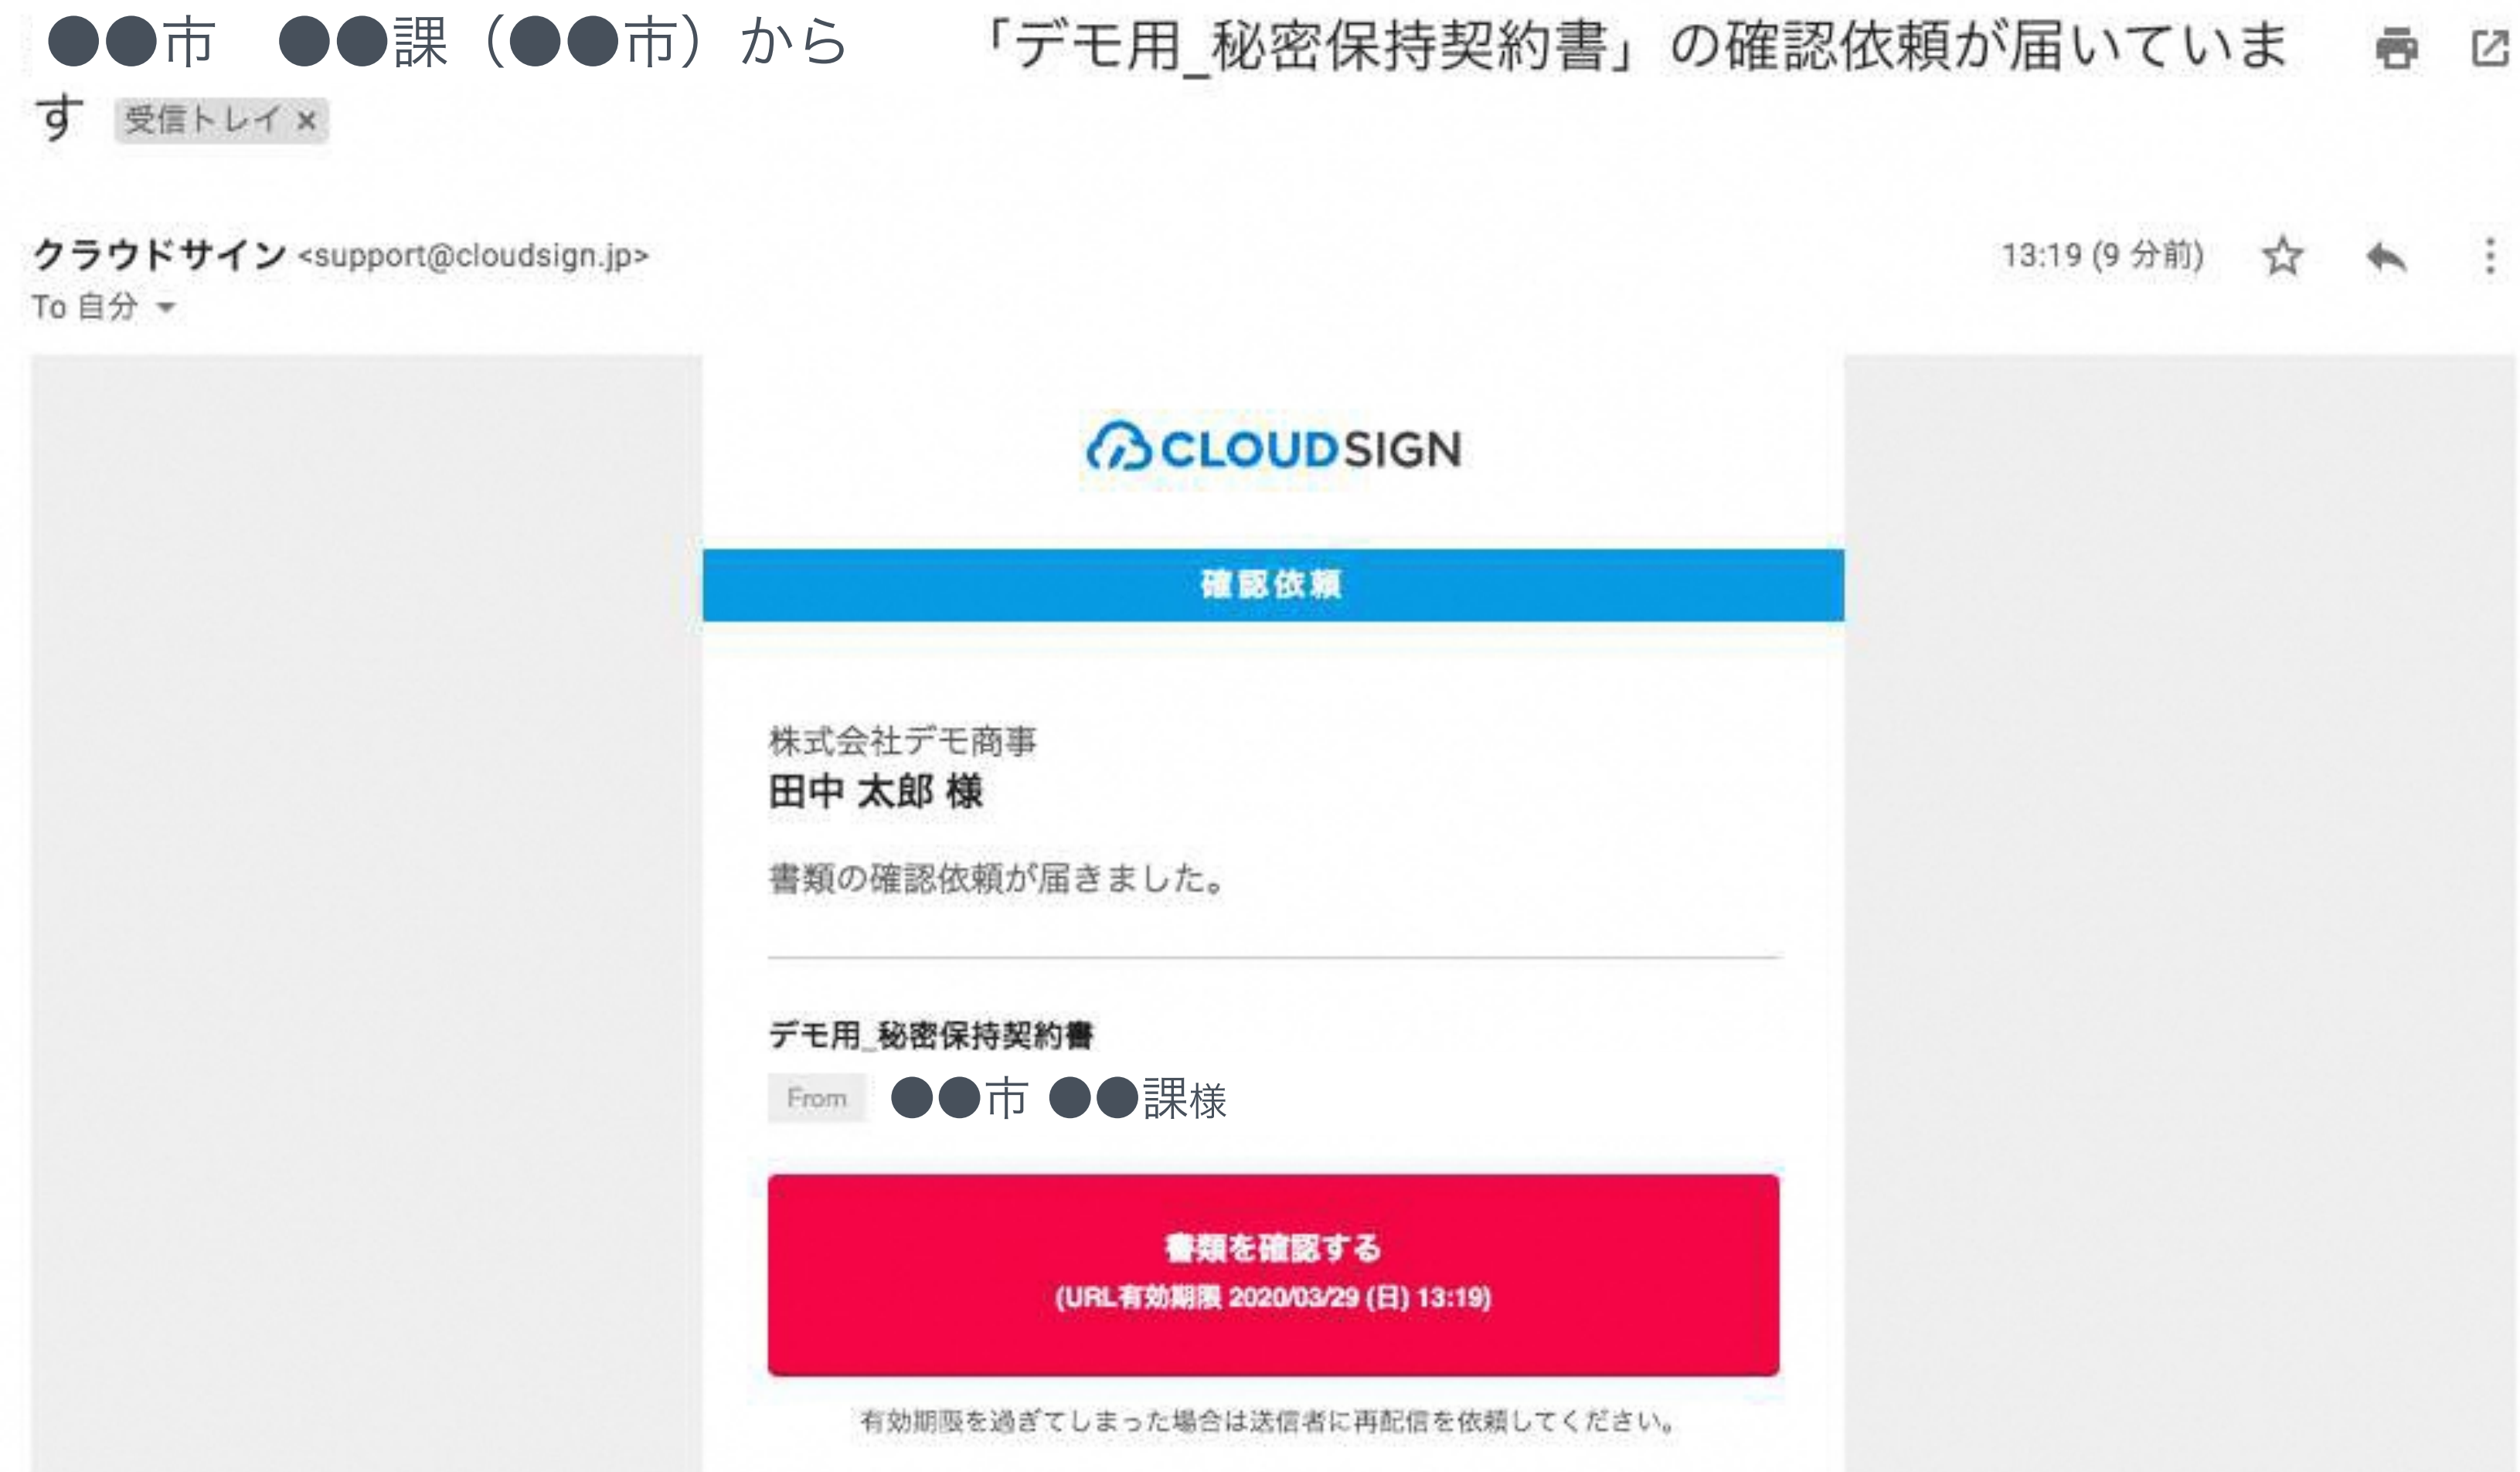 ●●市　●●課（●●市）から　　「デモ用_秘密保持契約書」の確認依頼が届いていま
す 受信トレイ ×
クラウドサイン <support@cloudsign.jp> 13:19 (9 分前)
To 自分
CLOUDSIGN
確認依頼
株式会社デモ商事
田中 太郎 様
書類の確認依頼が届きました。
デモ用_秘密保持契約書
From ●●市 ●●課様
書類を確認する
(URL有効期限 2020/03/29 (日) 13:19)
有効期限を過ぎてしまった場合は送信者に再配信を依頼してください。